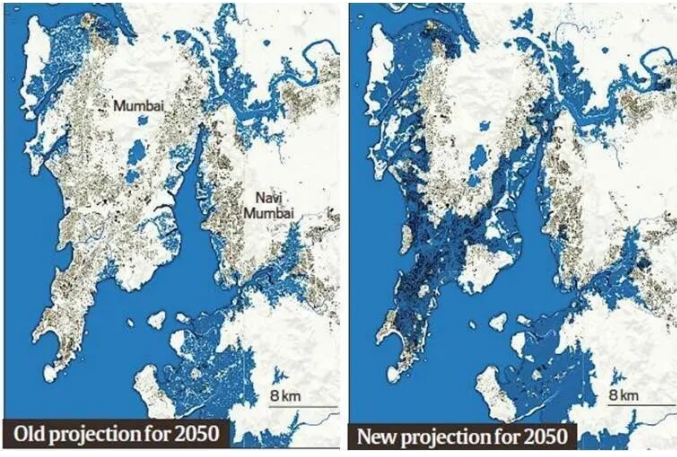 Mumbai
Navi
Mumbai
8 km
Old projection for 2050
8 km
New projection for 2050